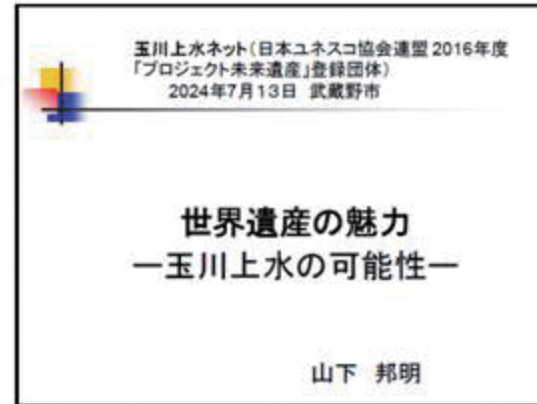 玉川上水ネット（日本ユネスコ協会連盟 2016年度
「プロジェクト未来遺産」登録団体）
2024年7月13日 武蔵野市
世界遺産の魅力
―玉川上水の可能性―
山下 邦明